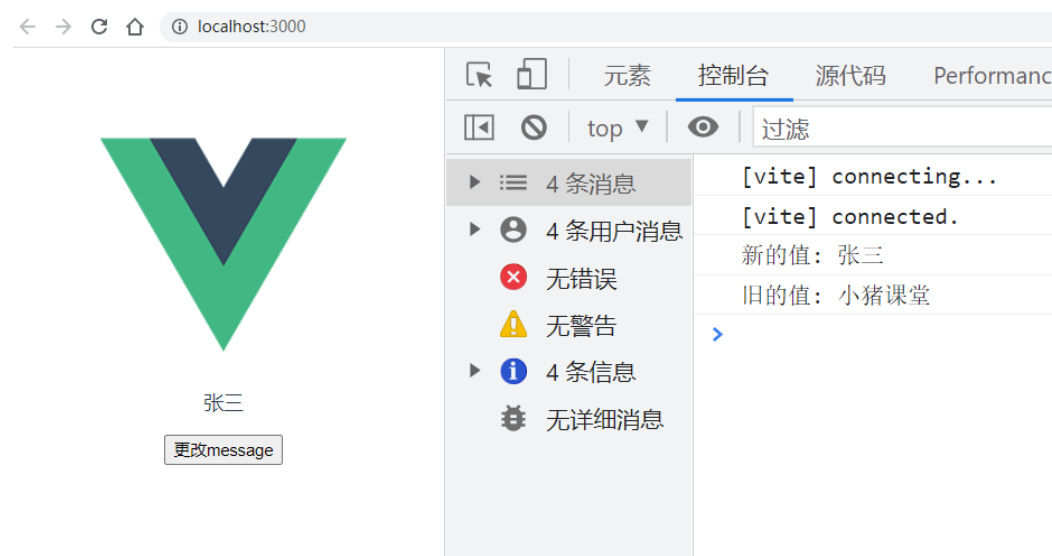 localhost:3000
元素 控制台 源代码 Performanc
top 过滤
4 条消息
4 条用户消息
无错误
无警告
4 条信息
无详细消息
[vite] connecting...
[vite] connected.
新的值: 张三
旧的值: 小猪课堂
张三
更改message